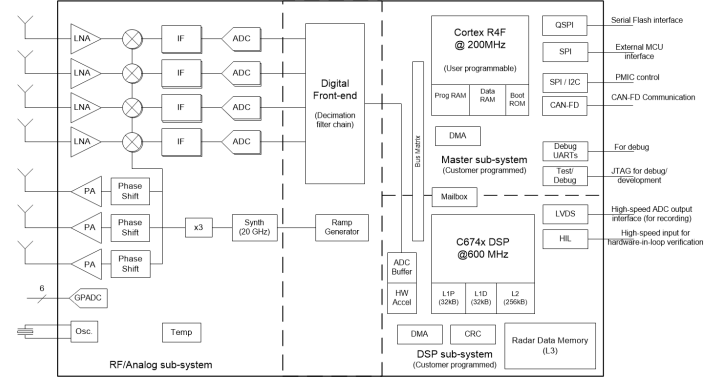 LNA
IF
ADC
LNA
IF
ADC
LNA
IF
ADC
LNA
IF
ADC
Digital
Front-end
(Decimation
filter chain)
PA
Phase
Shift
PA
Phase
Shift
PA
Phase
Shift
x3
Synth
(20 GHz)
Ramp
Generator
6
GPADC
Osc.
Temp
RF/Analog sub-system
Bus Matrix
Cortex R4F
@ 200MHz
(User programmable)
Prog RAM
Data
RAM
Boot
ROM
DMA
Master sub-system
(Customer programmed)
Mailbox
QSPI
Serial Flash interface
SPI
External MCU
interface
SPI / I2C
PMIC control
CAN-FD
CAN-FD Communication
Debug
UARTs
For debug
Test/
Debug
JTAG for debug/
development
LVDS
High-speed ADC output
interface (for recording)
HIL
High-speed input for
hardware-in-loop verification
ADC
Buffer
HW
Accel
C674x DSP
@600 MHz
L1P
(32kB)
L1D
(32kB)
L2
(256kB)
DMA
CRC
DSP sub-system
(Customer programmed)
Radar Data Memory
(L3)